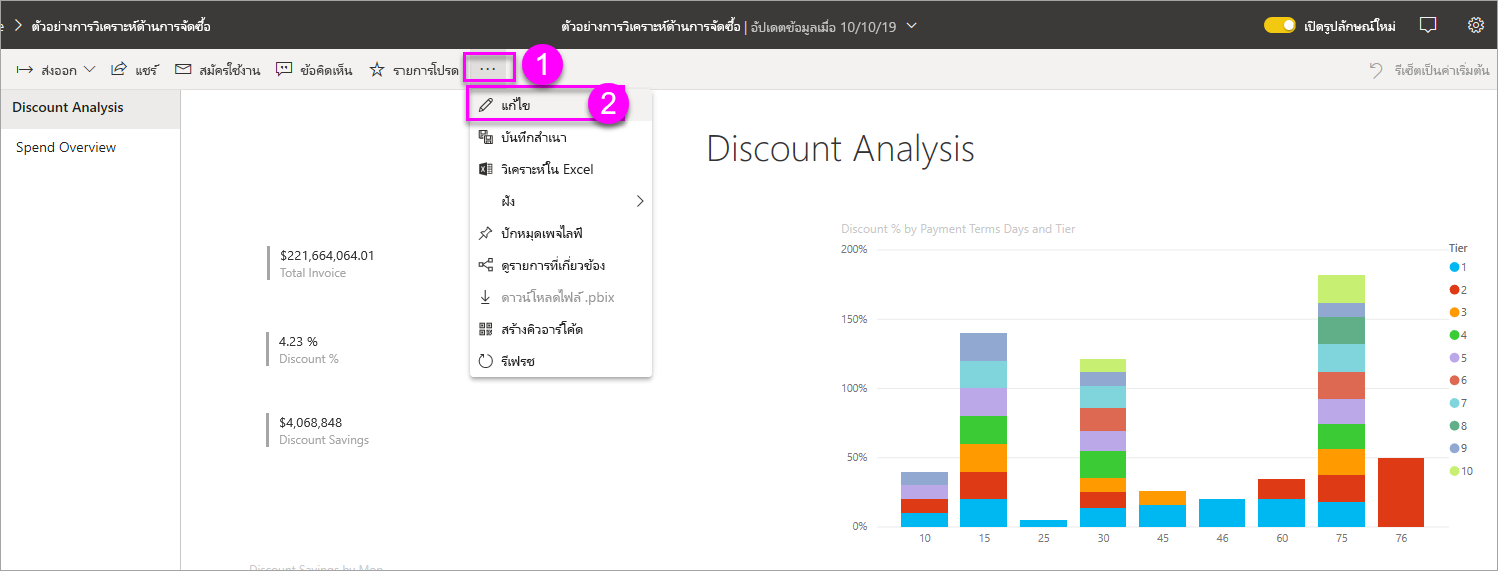 ตัวอย่างการวิเคราะห์ด้านการจัดซื้อ
ตัวอย่างการวิเคราะห์ด้านการจัดซื้อ | อัปเดตข้อมูลเมื่อ 10/10/19
เปิดรูปลักษณ์ใหม่
ส่งออก
แชร์
สมัครใช้งาน
ข้อคิดเห็น
รายการโปรด
...
1
รีเซ็ตเป็นค่าเริ่มต้น
Discount Analysis
Spend Overview
แก้ไข
2
บันทึกสำเนา
วิเคราะห์ใน Excel
ฝัง
ปักหมุดเพจไลฟ์
ดูรายการที่เกี่ยวข้อง
ดาวน์โหลดไฟล์ .pbix
สร้างคิวอาร์โค้ด
รีเฟรช
Discount Analysis
$221,664,064.01
Total Invoice
4.23 %
Discount %
$4,068,848
Discount Savings
Discount % by Payment Terms Days and Tier
200%
150%
100%
50%
0%
10 15 25 30 45 46 60 75 76
Tier
1
2
3
4
5
6
7
8
9
10
Discount Savings by Mon